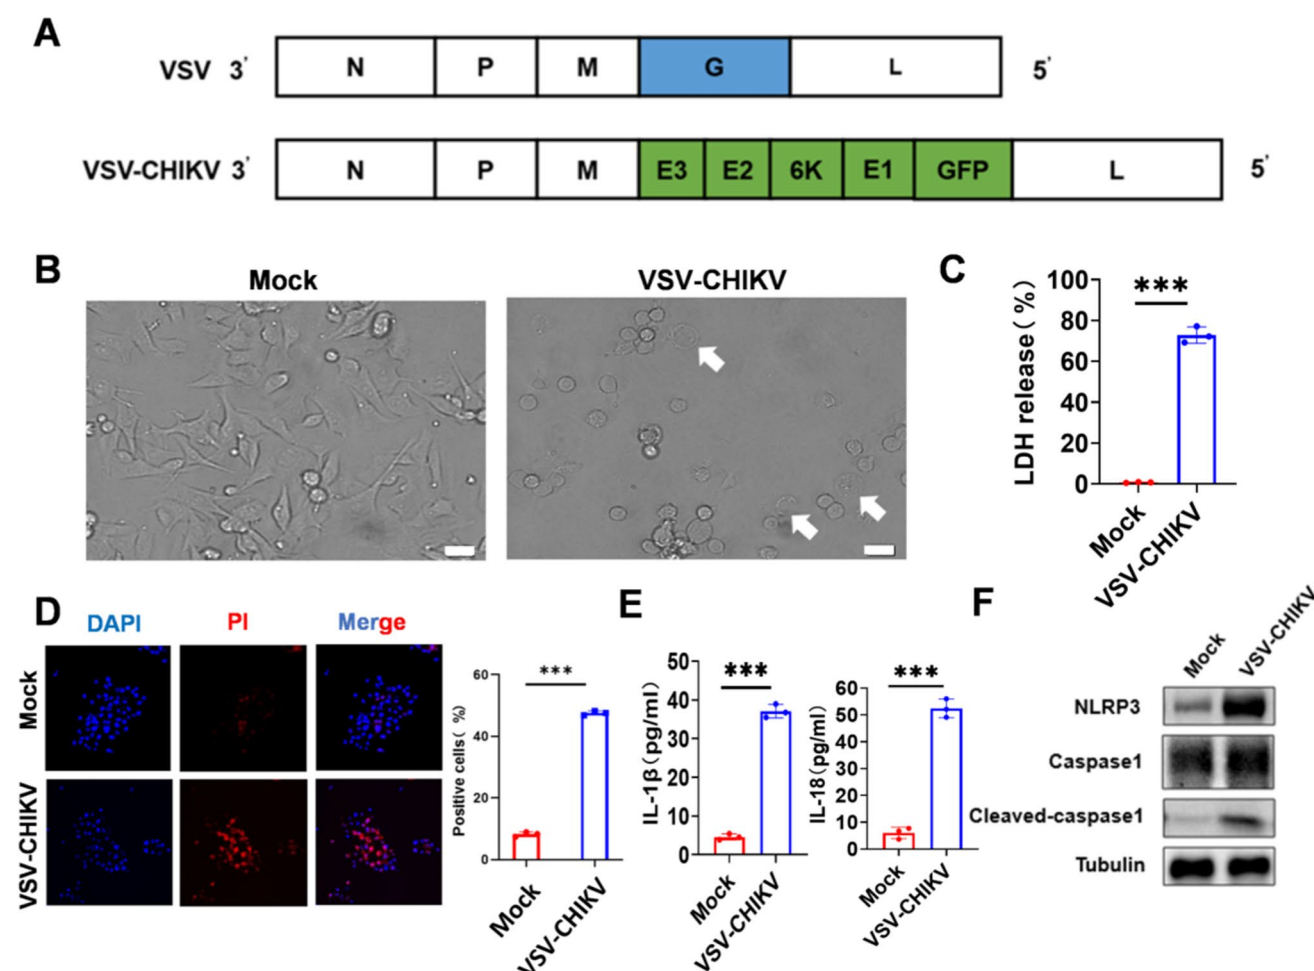 A
VSV 3' N P M G L 5'
VSV-CHIKV 3' N P M E3 E2 6K E1 GFP L 5'
B
Mock
VSV-CHIKV
C
LDH release( %)
100
80
60
40
20
0
***
Mock
VSV-CHIKV
D
DAPI PI Merge
Mock
VSV-CHIKV
Positive cells( %)
60
40
20
0
***
Mock
VSV-CHIKV
E
IL-1β(pg/ml)
50
40
30
20
10
0
***
Mock
VSV-CHIKV
IL-18(pg/ml)
60
50
40
30
20
10
0
***
Mock
VSV-CHIKV
F
Mock
VSV-CHIKV
NLRP3
Caspase1
Cleaved-caspase1
Tubulin